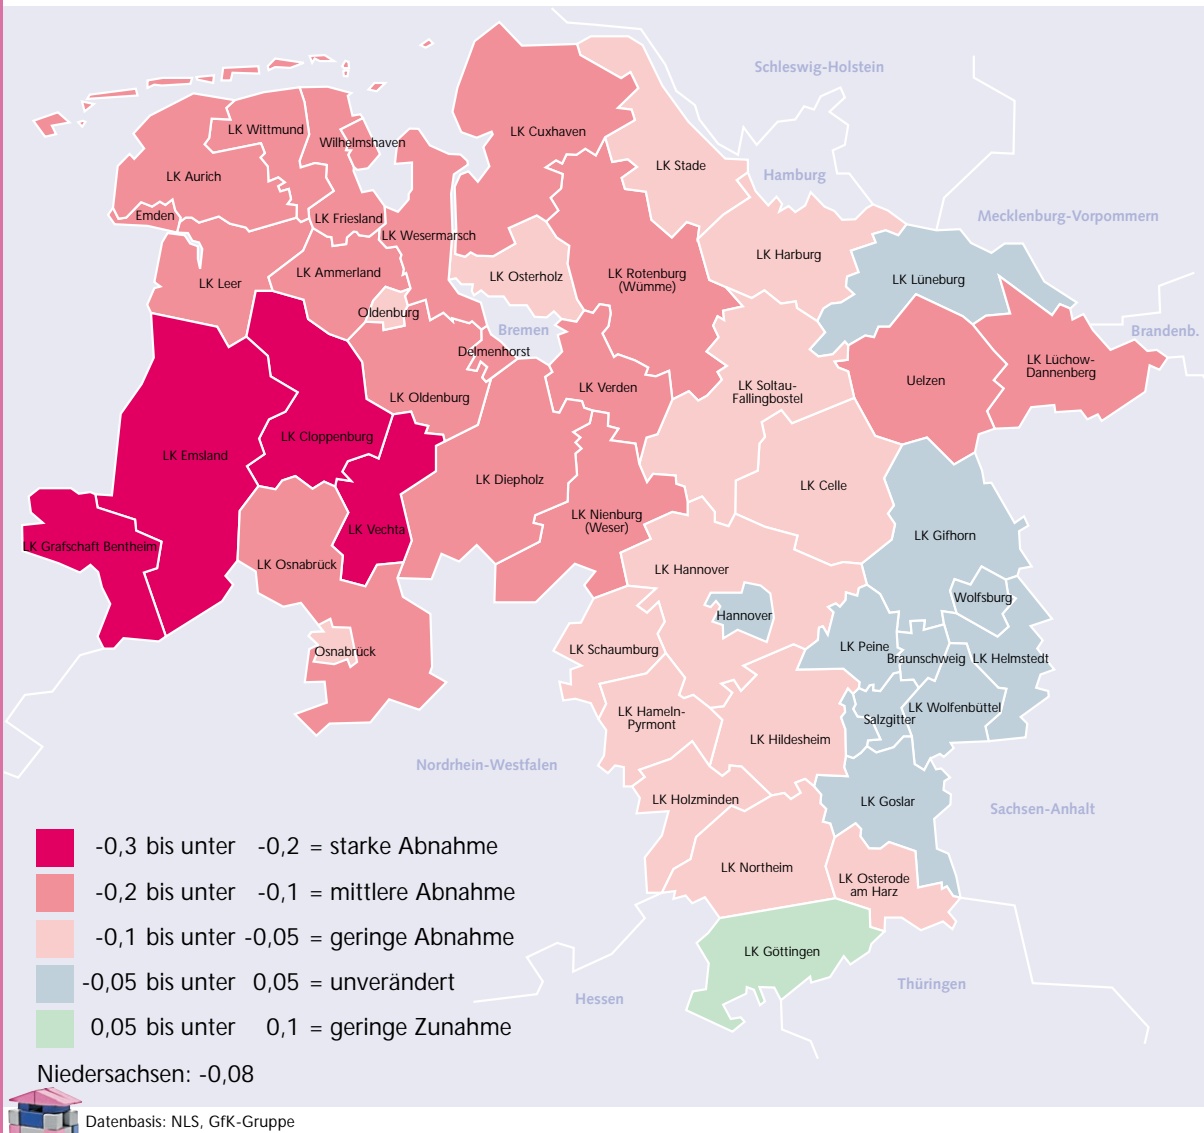 Schleswig-Holstein
LK Wittmund
LK Cuxhaven
Wilhelmshaven
LK Stade
LK Aurich
Hamburg
Emden
LK Friesland
Mecklenburg-Vorpommern
LK Wesermarsch
LK Harburg
LK Ammerland
LK Osterholz
LK Rotenburg
(Wümme)
LK Leer
LK Lüneburg
Oldenburg
Bremen
Brandenb.
Delmenhorst
LK Lüchow-
Dannenberg
Uelzen
LK Verden
LK Soltau-
Fallingbostel
LK Oldenburg
LK Cloppenburg
LK Emsland
LK Diepholz
LK Celle
LK Nienburg
(Weser)
LK Vechta
LK Gifhorn
LK Grafschaft Bentheim
LK Osnabrück
LK Hannover
Wolfsburg
Hannover
LK Schaumburg
LK Peine
Osnabrück
Braunschweig
LK Helmstedt
LK Hameln-
Pyrmont
LK Wolfenbüttel
Salzgitter
LK Hildesheim
Nordrhein-Westfalen
LK Holzminden
LK Goslar
Sachsen-Anhalt
LK Northeim
LK Osterode
am Harz
LK Göttingen
Thüringen
Hessen
-0,3 bis unter -0,2 = starke Abnahme
-0,2 bis unter -0,1 = mittlere Abnahme
-0,1 bis unter -0,05 = geringe Abnahme
-0,05 bis unter 0,05 = unverändert
0,05 bis unter 0,1 = geringe Zunahme
Niedersachsen: -0,08
Datenbasis: NLS, GfK-Gruppe